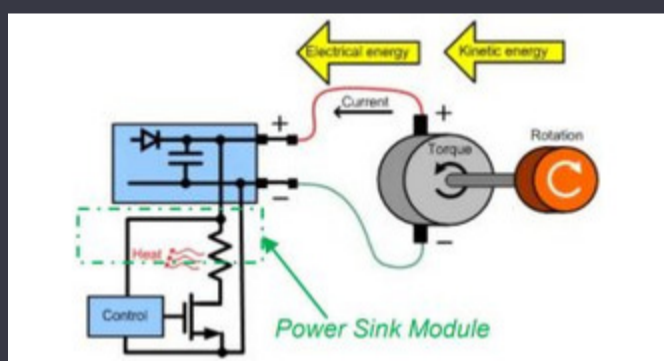 Electrical energy
Kinetic energy
Current
+
+
Torque
Rotation
−
−
Heat
Control
Power Sink Module